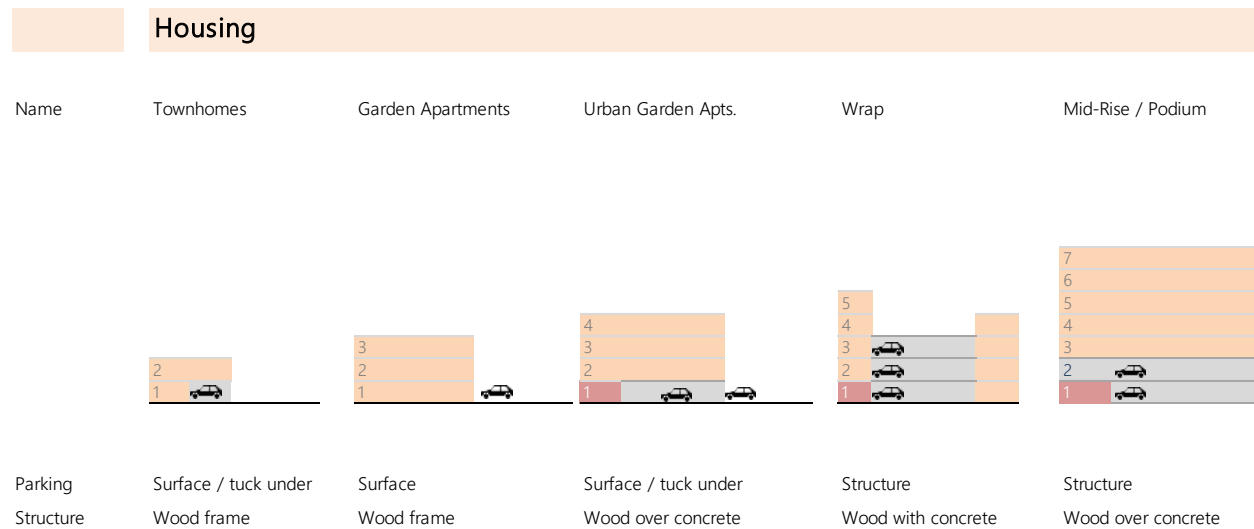 Housing
Name Townhomes Garden Apartments Urban Garden Apts. Wrap Mid-Rise / Podium
7
6
5 5
4 4 4
3 3 3 3
2 2 2 2 2
1 1 1 1 1
Parking Surface / tuck under Surface Surface / tuck under Structure Structure
Structure Wood frame Wood frame Wood over concrete Wood with concrete Wood over concrete